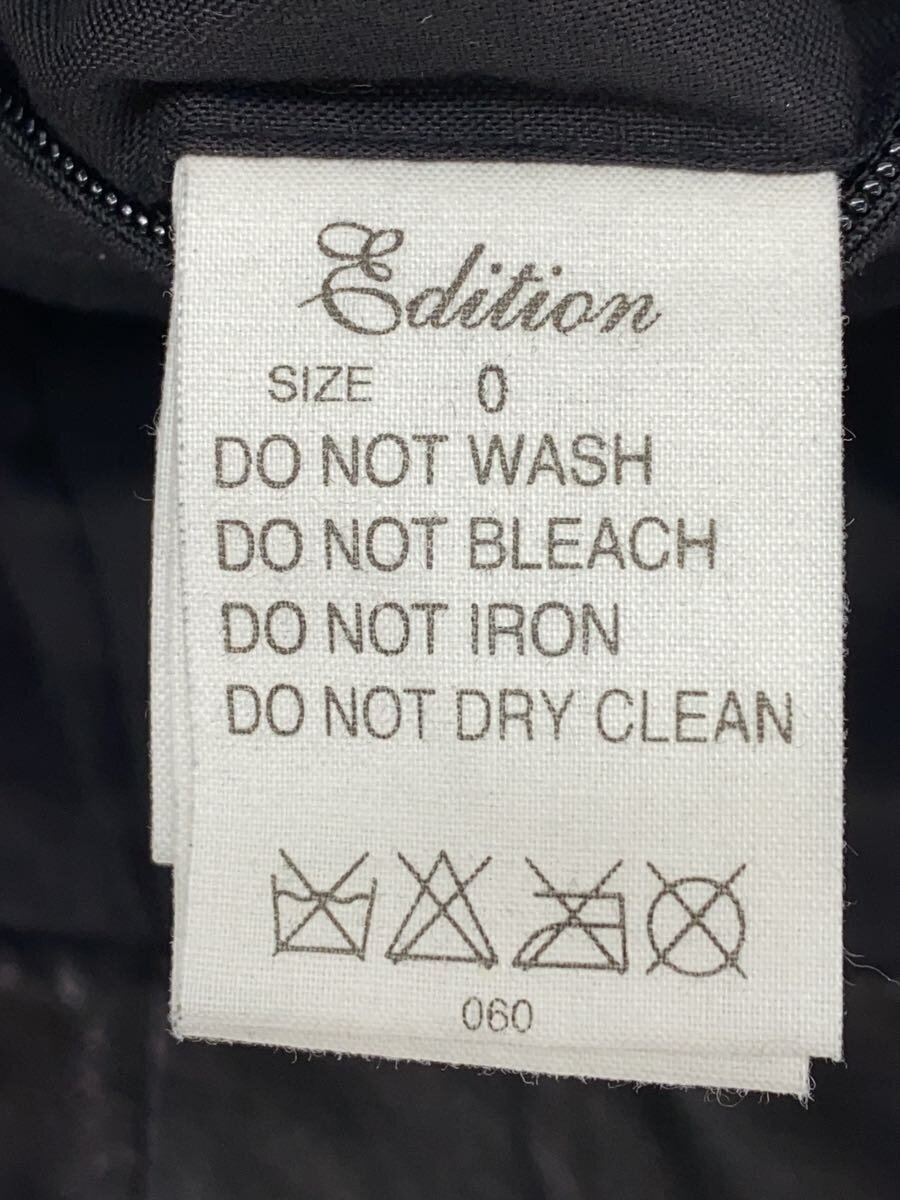 Edition
SIZE 0
DO NOT WASH
DO NOT BLEACH
DO NOT IRON
DO NOT DRY CLEAN
060